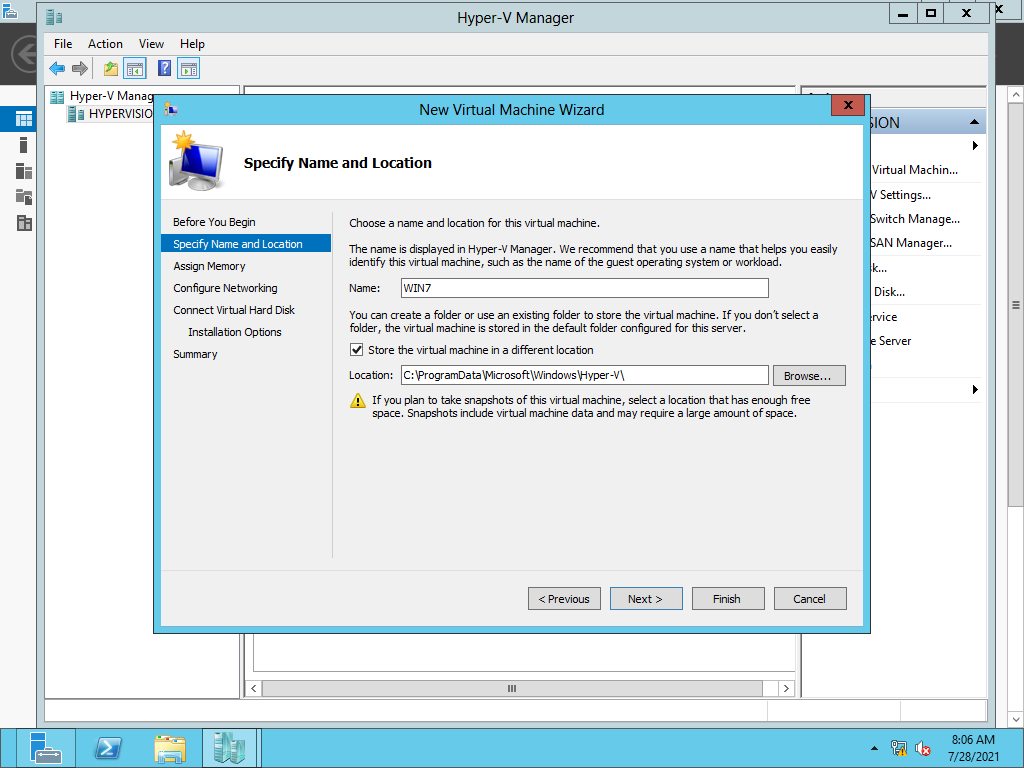 Hyper-V Manager
File Action View Help
Hyper-V Manag
HYPERVISIO
New Virtual Machine Wizard
Specify Name and Location
Before You Begin
Specify Name and Location
Assign Memory
Configure Networking
Connect Virtual Hard Disk
Installation Options
Summary
Choose a name and location for this virtual machine.
The name is displayed in Hyper-V Manager. We recommend that you use a name that helps you easily
identify this virtual machine, such as the name of the guest operating system or workload.
Name: WIN7
You can create a folder or use an existing folder to store the virtual machine. If you don't select a
folder, the virtual machine is stored in the default folder configured for this server.
Store the virtual machine in a different location
Location: C:\ProgramData\Microsoft\Windows\Hyper-V\ Browse...
If you plan to take snapshots of this virtual machine, select a location that has enough free
space. Snapshots include virtual machine data and may require a large amount of space.
< Previous Next > Finish Cancel
SION
Virtual Machin...
V Settings...
Switch Manage...
SAN Manager...
k...
Disk...
ervice
e Server
8:06 AM
7/28/2021